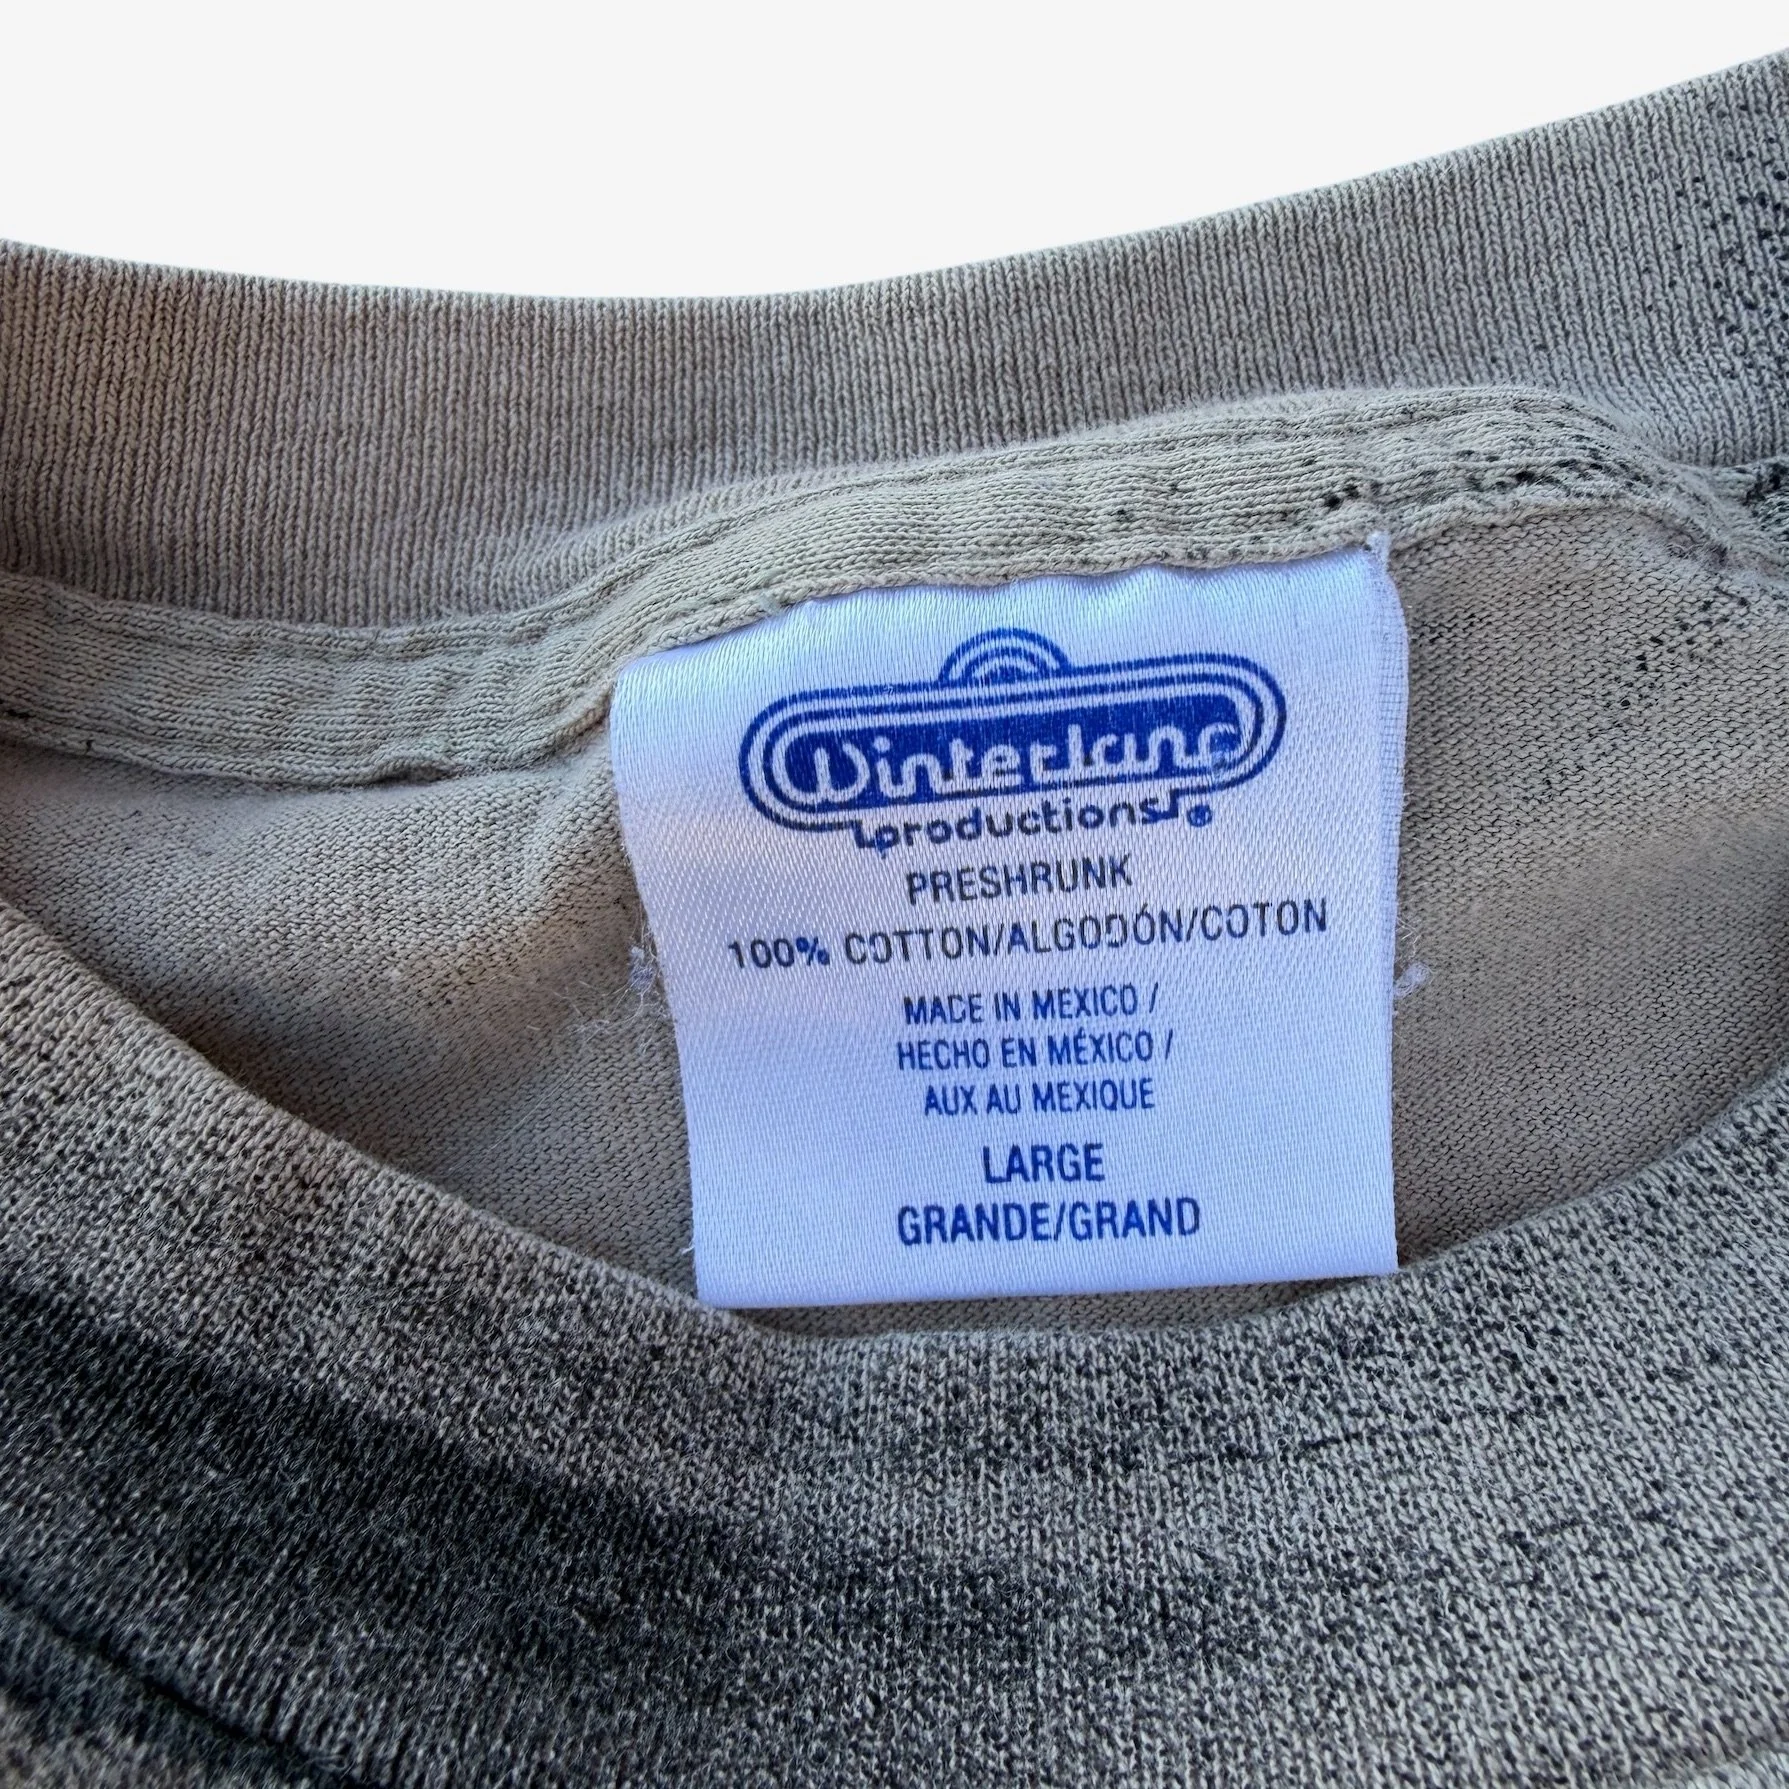 Winterland
productions®
PRESHRUNK
100% COTTON/ALGODÓN/COTON
MADE IN MEXICO /
HECHO EN MÉXICO /
AUX AU MEXIQUE
LARGE
GRANDE/GRAND